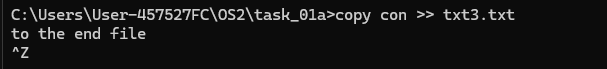 C:\Users\User-457527FC\OS2\task_01a>copy con >> txt3.txt
to the end file
^Z